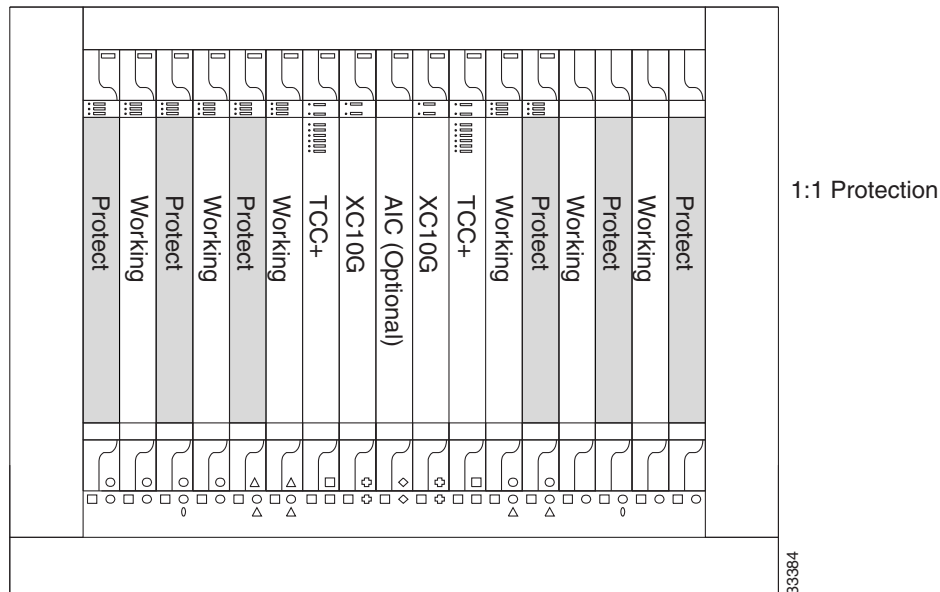 Protect
Working
Protect
Working
Protect
Working
TCC+
XC10G
AIC (Optional)
XC10G
TCC+
Working
Protect
Working
Protect
Working
Protect
1:1 Protection
33384